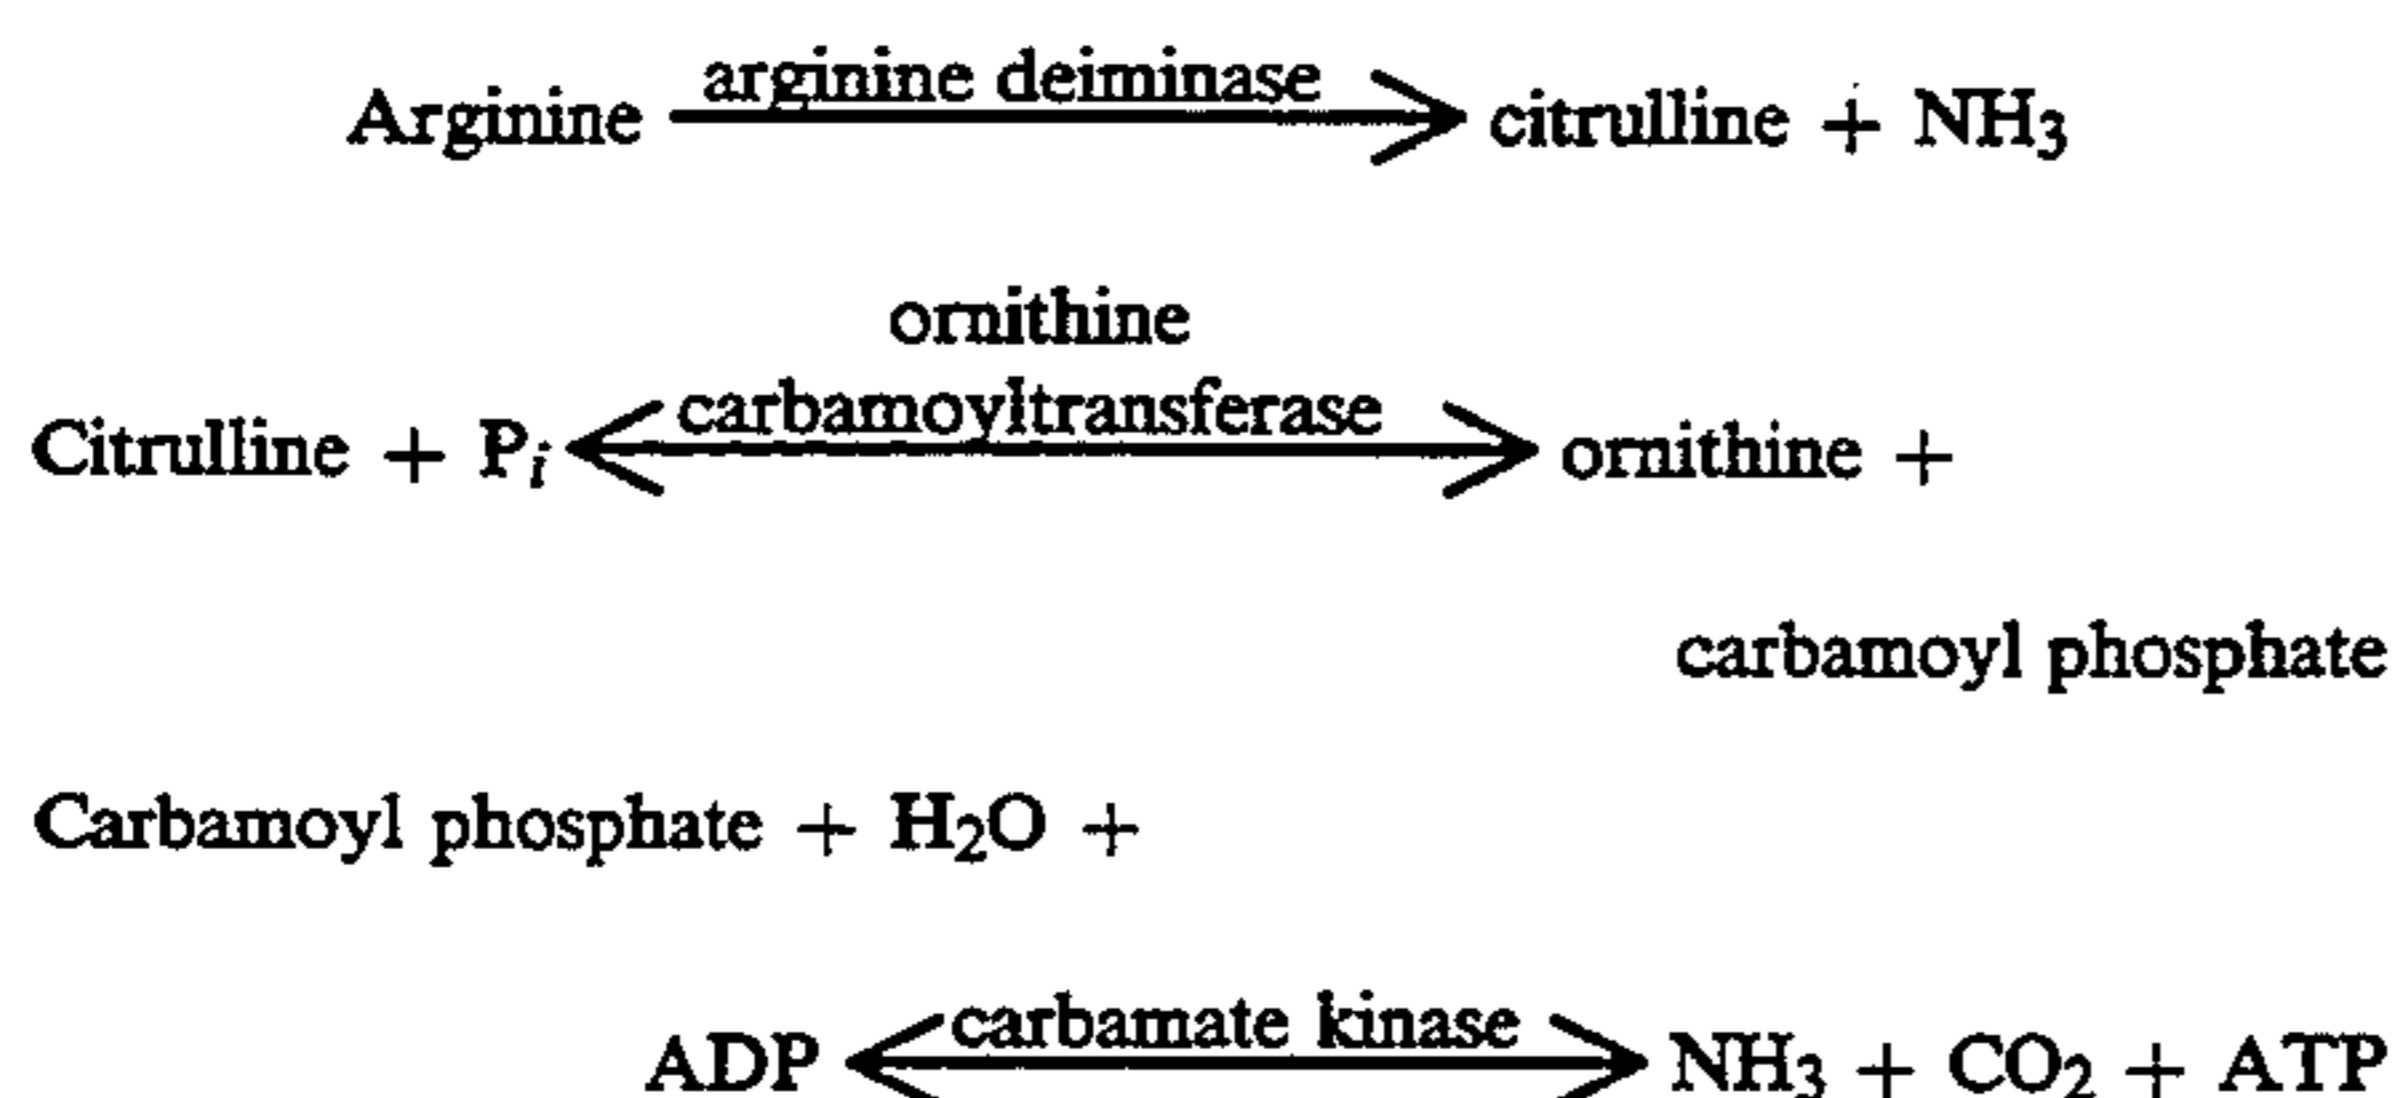 arginine deiminase
Arginine ⟶ citrulline + NH₃
ornithine
carbamoyltransferase
Citrulline + Pᵢ ⟷ ornithine +
carbamoyl phosphate
Carbamoyl phosphate + H₂O +
carbamate kinase
ADP ⟷ NH₃ + CO₂ + ATP